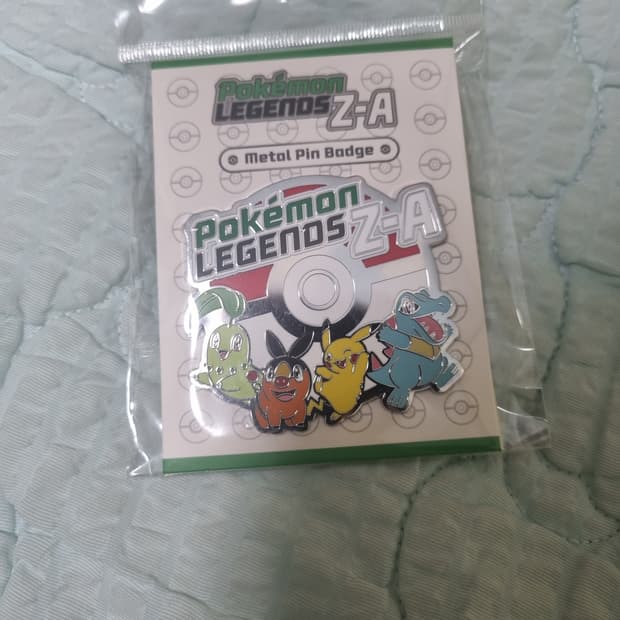 Pokémon
LEGENDS Z-A
Metal Pin Badge
Pokémon
LEGENDS Z-A